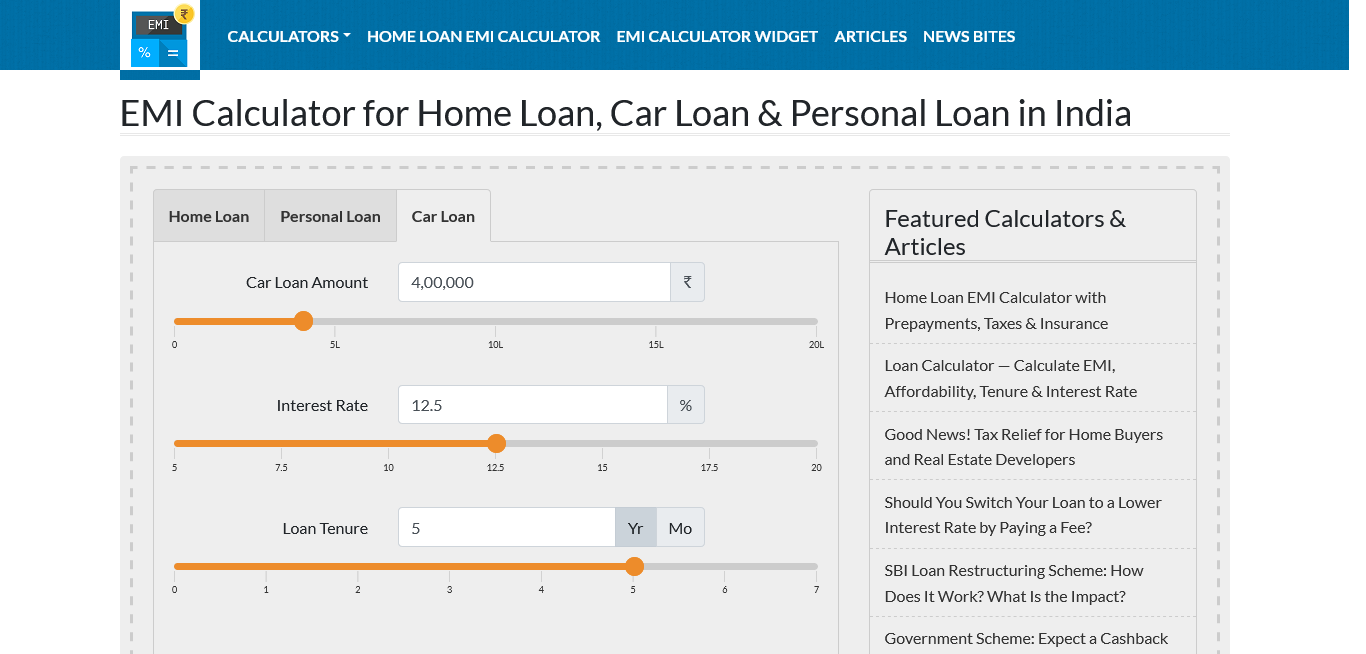 EMI ₹
% =
CALCULATORS HOME LOAN EMI CALCULATOR EMI CALCULATOR WIDGET ARTICLES NEWS BITES
EMI Calculator for Home Loan, Car Loan & Personal Loan in India
Home Loan Personal Loan Car Loan
Car Loan Amount 4,00,000 ₹
0 5L 10L 15L 20L
Interest Rate 12.5 %
5 7.5 10 12.5 15 17.5 20
Loan Tenure 5 Yr Mo
0 1 2 3 4 5 6 7
Featured Calculators &
Articles
Home Loan EMI Calculator with
Prepayments, Taxes & Insurance
Loan Calculator — Calculate EMI,
Affordability, Tenure & Interest Rate
Good News! Tax Relief for Home Buyers
and Real Estate Developers
Should You Switch Your Loan to a Lower
Interest Rate by Paying a Fee?
SBI Loan Restructuring Scheme: How
Does It Work? What Is the Impact?
Government Scheme: Expect a Cashback